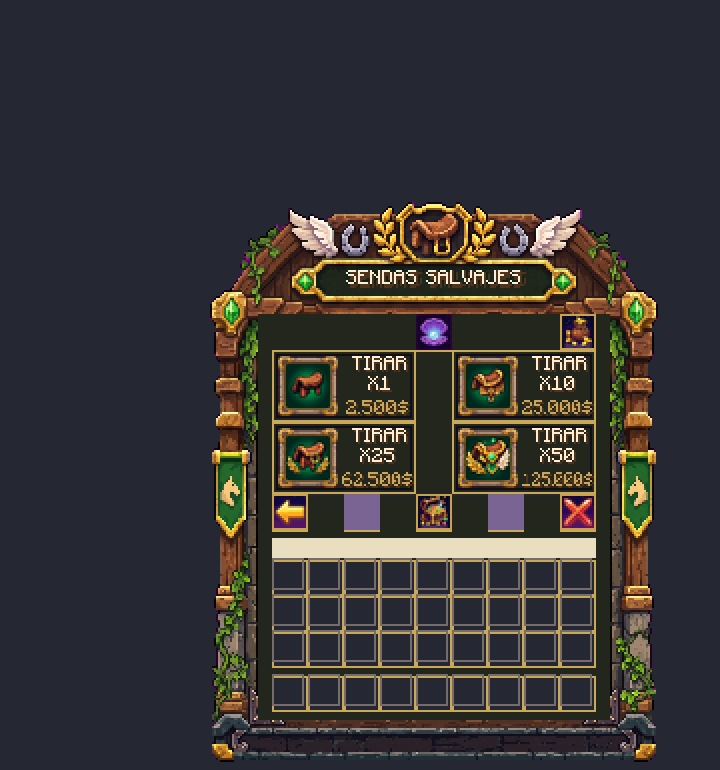 SENDAS SALVAJES
TIRAR
X1
2.500$
TIRAR
X10
25.000$
TIRAR
X25
62.500$
TIRAR
X50
125.000$